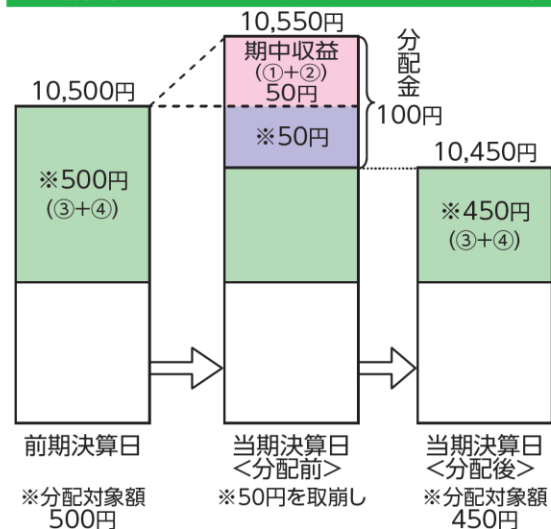 10,550円
期中収益
(①+②)
50円
分配金
100円
10,500円
※50円
10,450円
※500円
(③+④)
※450円
(③+④)
前期決算日
当期決算日
<分配前>
当期決算日
<分配後>
※分配対象額
500円
※50円を取崩し
※分配対象額
450円